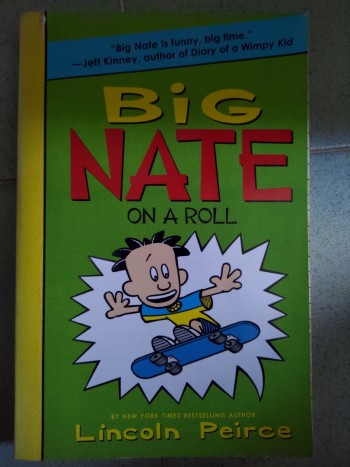 "Big Nate is funny, big time."
—Jeff Kinney, author of Diary of a Wimpy Kid
BiG
NATE
ON A ROLL
BY NEW YORK TIMES BESTSELLING AUTHOR
Lincoln Peirce